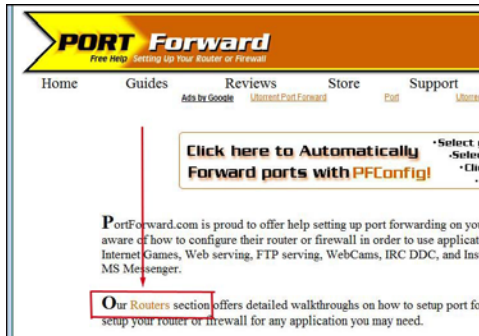 PORT Forward
Free Help Setting Up Your Router or Firewall
Home Guides Reviews Store Support
Ads by Google Utorrent Port Forward Port Utorre
Click here to Automatically
Forward ports with PFConfig!
·Select
·Sele
·Cli
PortForward.com is proud to offer help setting up port forwarding on you
aware of how to configure their router or firewall in order to use applicat
Internet Games, Web serving, FTP serving, WebCams, IRC DDC, and Ins
MS Messenger.
Our Routers section offers detailed walkthroughs on how to setup port fo
setup your router or firewall for any application you may need.